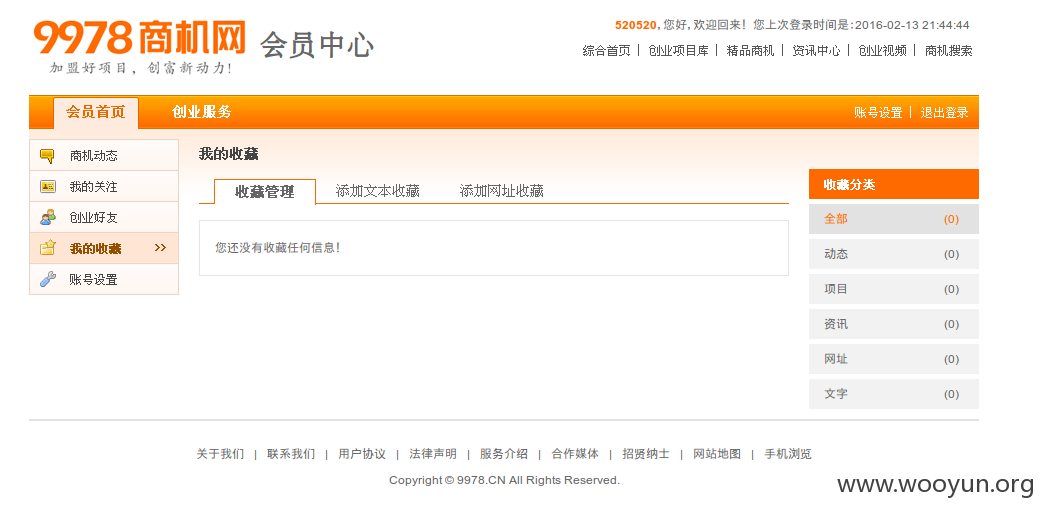 9978商机网 会员中心
加盟好项目，创富新动力！
520520，您好，欢迎回来！您上次登录时间是：2016-02-13 21:44:44
综合首页 | 创业项目库 | 精品商机 | 资讯中心 | 创业视频 | 商机搜索
会员首页 创业服务 账号设置 | 退出登录
商机动态
我的关注
创业好友
我的收藏 >>
账号设置
我的收藏
收藏管理 添加文本收藏 添加网址收藏
您还没有收藏任何信息！
收藏分类
全部 (0)
动态 (0)
项目 (0)
资讯 (0)
网址 (0)
文字 (0)
关于我们 | 联系我们 | 用户协议 | 法律声明 | 服务介绍 | 合作媒体 | 招贤纳士 | 网站地图 | 手机浏览
Copyright © 9978.CN All Rights Reserved.
www.wooyun.org